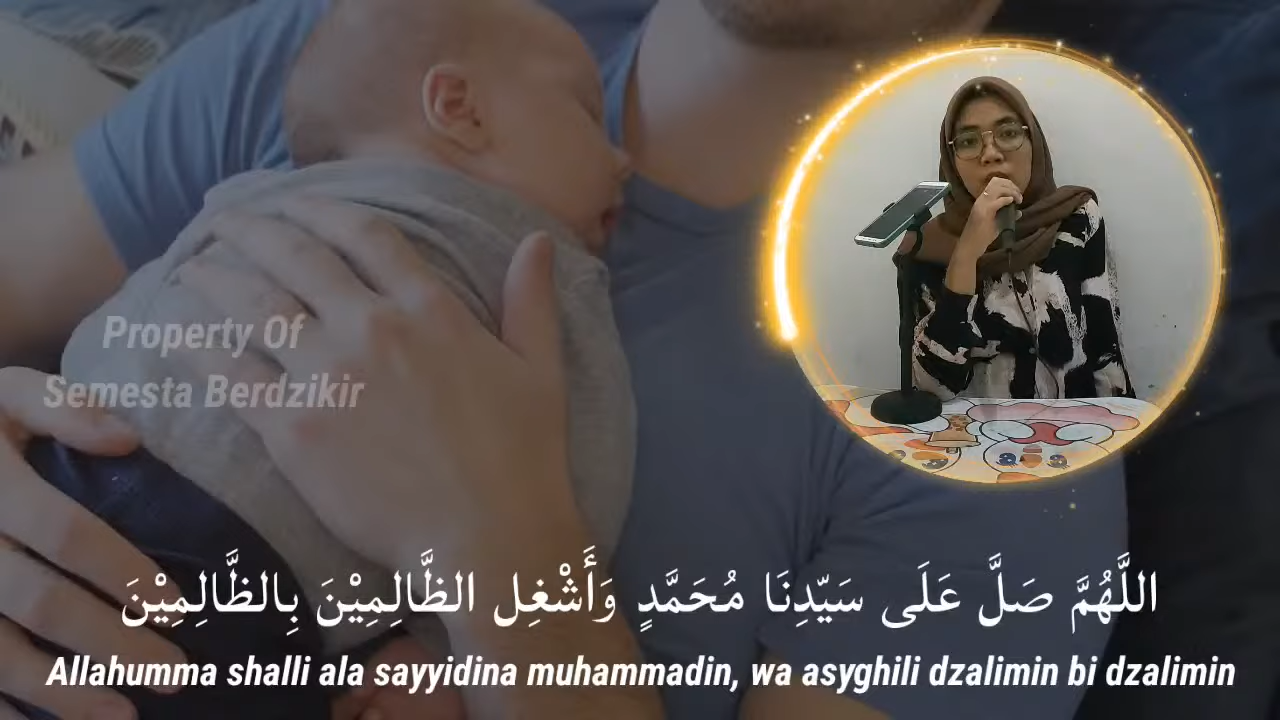 Property Of
Semesta Berdzikir
اللَّهُمَّ صَلَّ عَلَى سَيّدِنَا مُحَمَّدٍ وَأَشْغِل الظَّالِمِيْنَ بِالظَّالِمِيْنَ
Allahumma shalli ala sayyidina muhammadin, wa asyghili dzalimin bi dzalimin